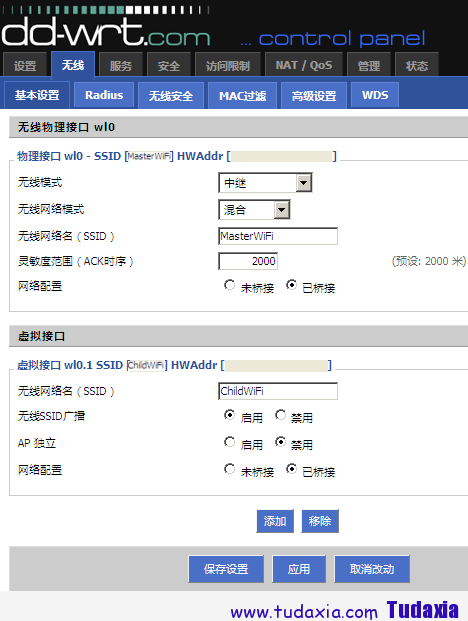 dd-wrt.com ... control panel
设置 无线 服务 安全 访问限制 NAT / QoS 管理 状态
基本设置 Radius 无线安全 MAC过滤 高级设置 WDS
无线物理接口 wl0
物理接口 wl0 - SSID [MasterWiFi] HWAddr [ ]
无线模式 中继
无线网络模式 混合
无线网络名（SSID） MasterWiFi
灵敏度范围（ACK时序） 2000 (预设: 2000 米)
网络配置 未桥接 已桥接
虚拟接口
虚拟接口 wl0.1 SSID [ChildWiFi] HWAddr [ ]
无线网络名（SSID） ChildWiFi
无线SSID广播 启用 禁用
AP 独立 启用 禁用
网络配置 未桥接 已桥接
添加 移除
保存设置 应用 取消改动
www.tudaxia.com Tudaxia